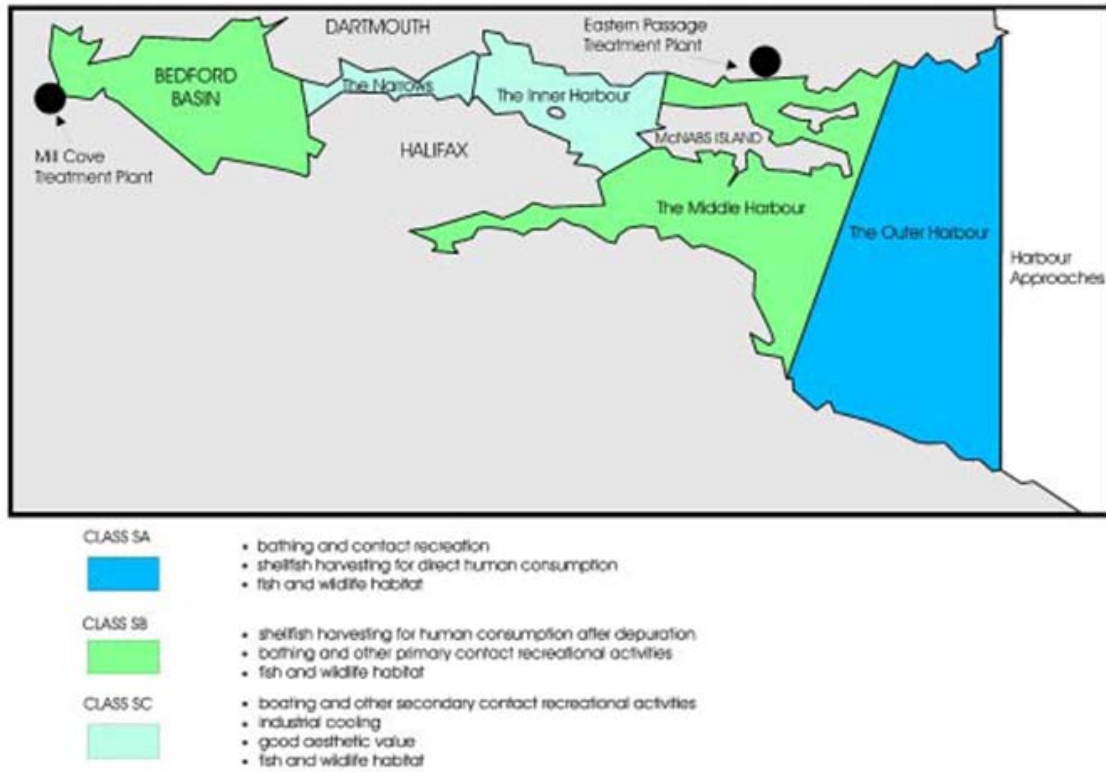 DARTMOUTH
Eastern Passage
Treatment Plant
BEDFORD
BASIN
The Narrows
The Inner Harbour
Mill Cove
Treatment Plant
HALIFAX
McNABS ISLAND
The Middle Harbour
The Outer Harbour
Harbour
Approaches
CLASS SA
• bathing and contact recreation
• shellfish harvesting for direct human consumption
• fish and wildlife habitat
CLASS SB
• shellfish harvesting for human consumption after depuration
• bathing and other primary contact recreational activities
• fish and wildlife habitat
CLASS SC
• boating and other secondary contact recreational activities
• industrial cooling
• good aesthetic value
• fish and wildlife habitat